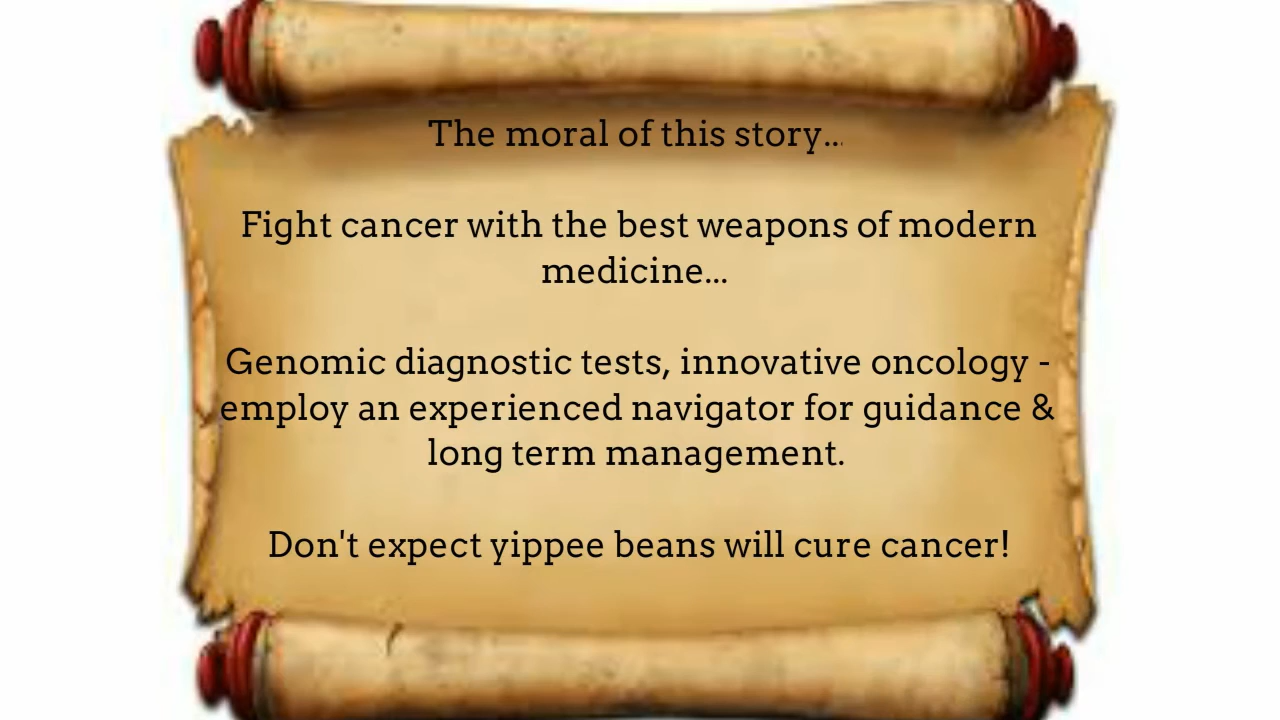 The moral of this story...
Fight cancer with the best weapons of modern
medicine...
Genomic diagnostic tests, innovative oncology -
employ an experienced navigator for guidance &
long term management.
Don't expect yippee beans will cure cancer!